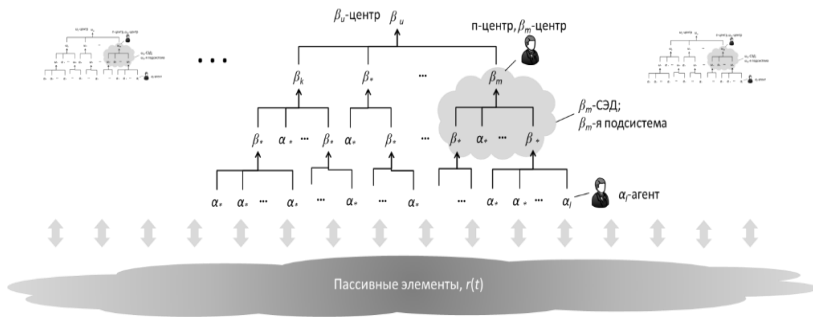 βᵤ-центр βᵤ
п-центр, βₘ-центр
• • •
βₖ β* ... βₘ
βₘ-СЭД;
βₘ-я подсистема
β* α* ... β* α* β* ... β* α* ... β*
α* α* ... α* ... α* ... α* ... α* α* ... αₗ
αₗ-агент
Пассивные элементы, r(t)